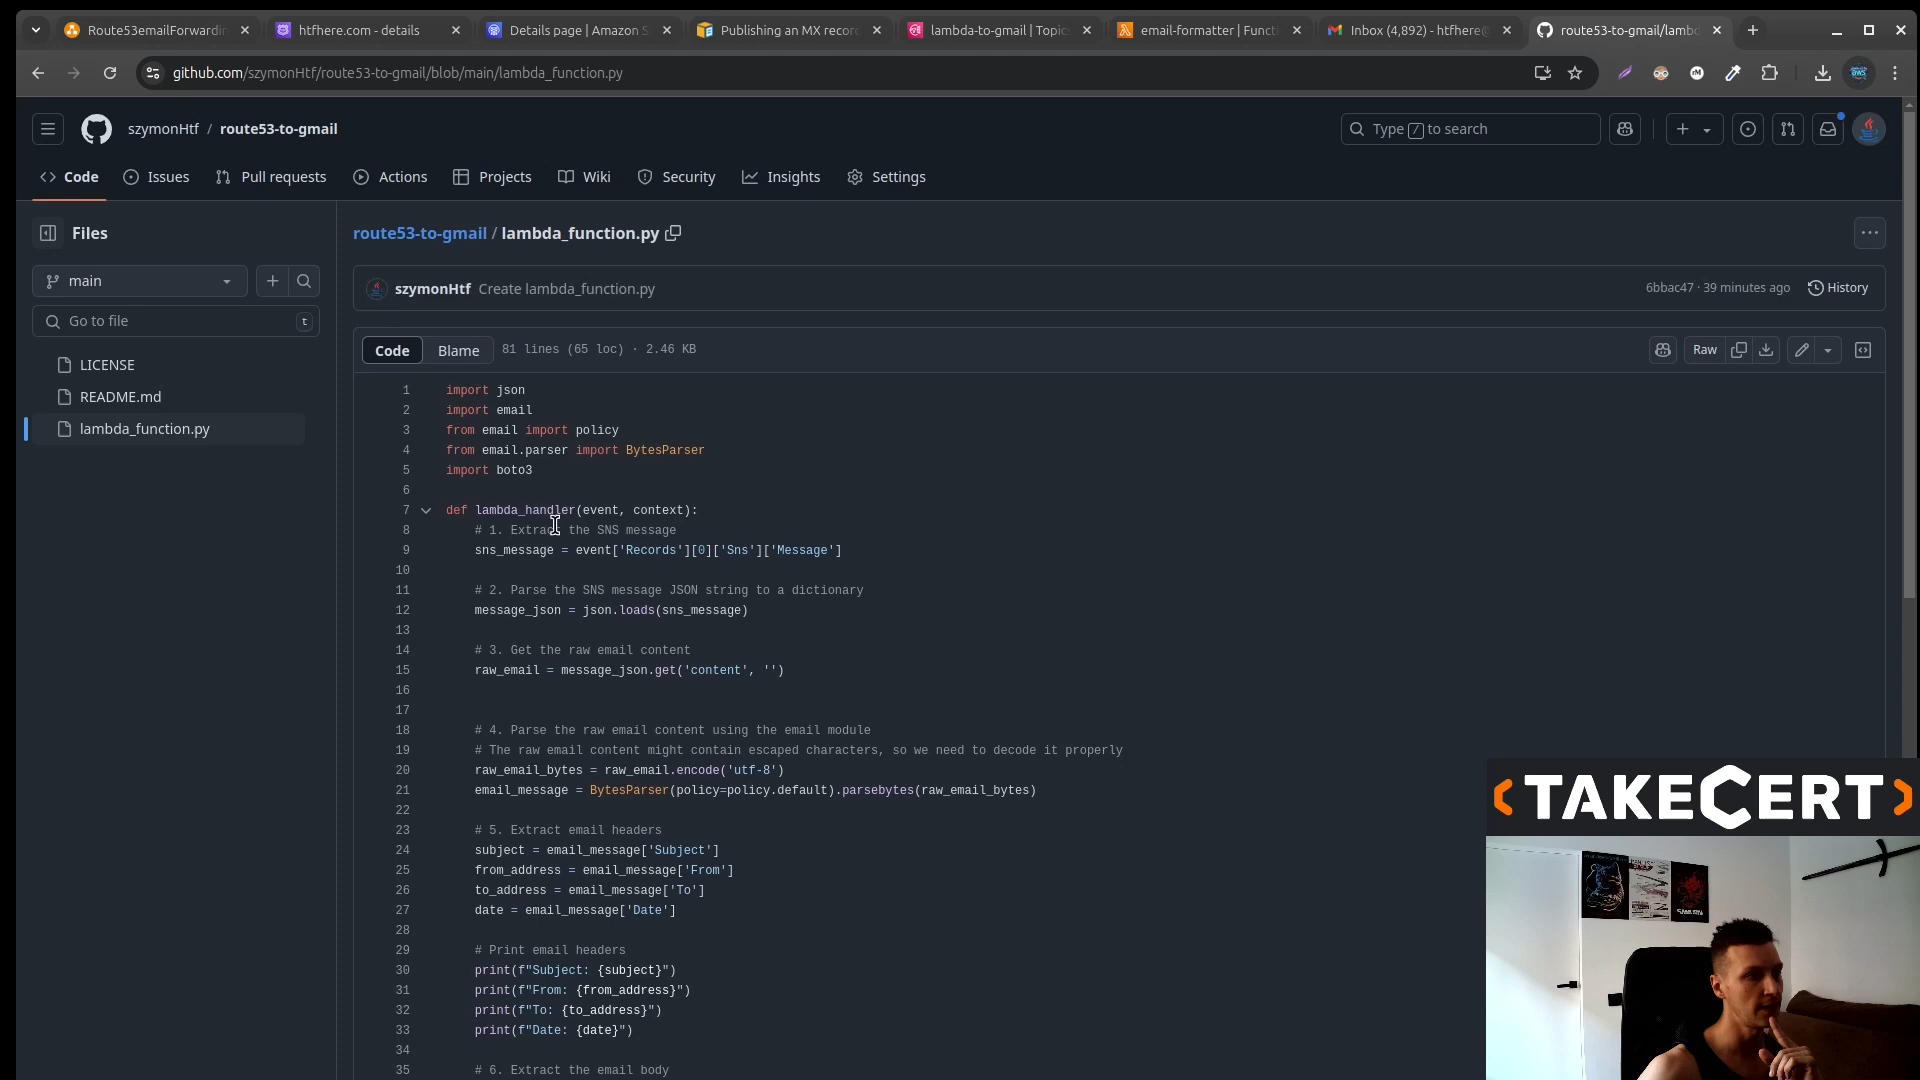 Route53emailForwardin
htfhere.com - details
Details page | Amazon S
Publishing an MX recor
lambda-to-gmail | Topic
email-formatter | Functi
Inbox (4,892) - htfhere@
route53-to-gmail/lambd
github.com/szymonHtf/route53-to-gmail/blob/main/lambda_function.py
szymonHtf / route53-to-gmail
Type / to search
Code
Issues
Pull requests
Actions
Projects
Wiki
Security
Insights
Settings
Files
main
Go to file
t
LICENSE
README.md
lambda_function.py
route53-to-gmail / lambda_function.py
szymonHtf Create lambda_function.py
6bbac47 · 39 minutes ago
History
Code
Blame
81 lines (65 loc) · 2.46 KB
Raw
1 import json
2 import email
3 from email import policy
4 from email.parser import BytesParser
5 import boto3
6
7 def lambda_handler(event, context):
8 # 1. Extract the SNS message
9 sns_message = event['Records'][0]['Sns']['Message']
10
11 # 2. Parse the SNS message JSON string to a dictionary
12 message_json = json.loads(sns_message)
13
14 # 3. Get the raw email content
15 raw_email = message_json.get('content', '')
16
17
18 # 4. Parse the raw email content using the email module
19 # The raw email content might contain escaped characters, so we need to decode it properly
20 raw_email_bytes = raw_email.encode('utf-8')
21 email_message = BytesParser(policy=policy.default).parsebytes(raw_email_bytes)
22
23 # 5. Extract email headers
24 subject = email_message['Subject']
25 from_address = email_message['From']
26 to_address = email_message['To']
27 date = email_message['Date']
28
29 # Print email headers
30 print(f"Subject: {subject}")
31 print(f"From: {from_address}")
32 print(f"To: {to_address}")
33 print(f"Date: {date}")
34
35 # 6. Extract the email body
<TAKECERT>